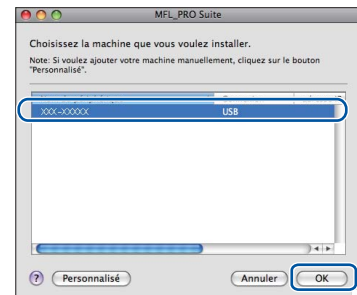 MFL_PRO Suite
Choisissez la machine que vous voulez installer.
Note: Si voulez ajouter votre machine manuellement, cliquez sur le bouton
"Personnalisé".
XXX-XXXXX USB
? Personnalisé Annuler OK